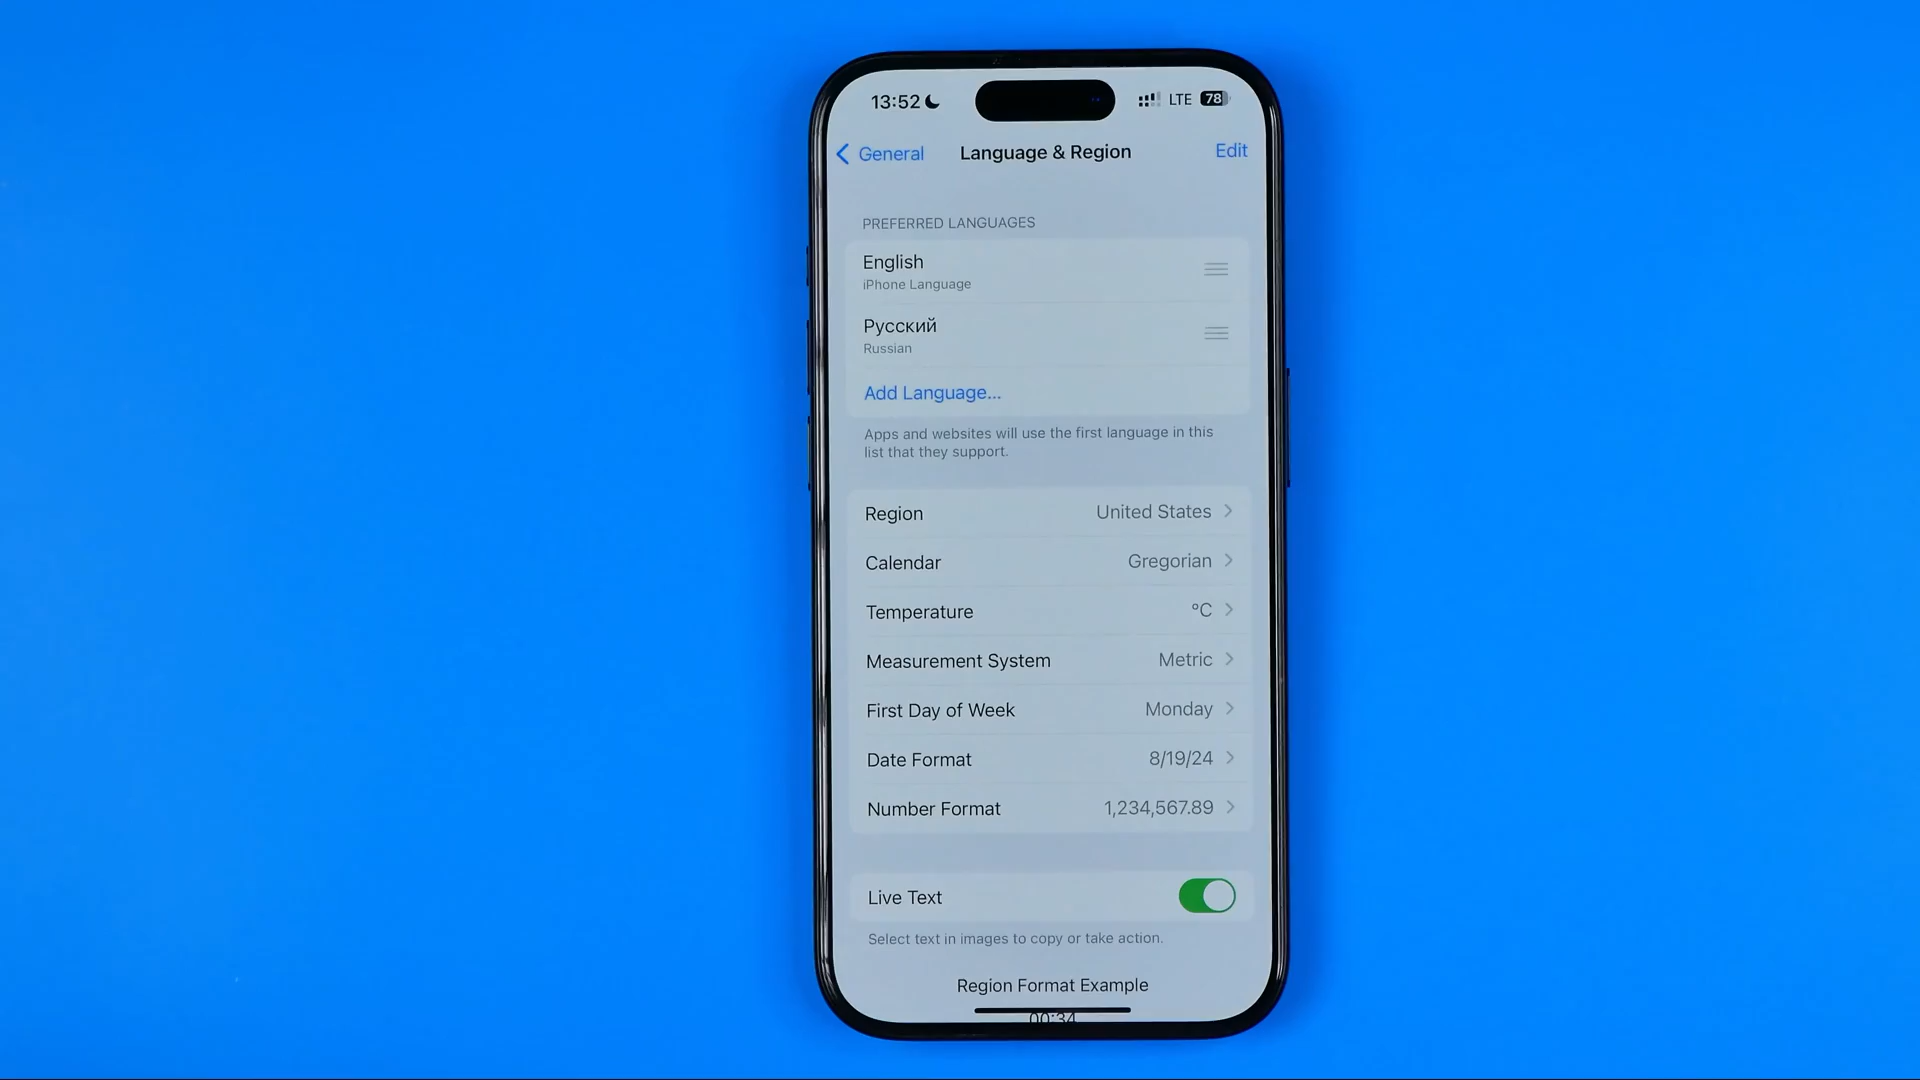 13:52 LTE 78
General Language & Region Edit
PREFERRED LANGUAGES
English
iPhone Language
Русский
Russian
Add Language...
Apps and websites will use the first language in this
list that they support.
Region United States
Calendar Gregorian
Temperature °C
Measurement System Metric
First Day of Week Monday
Date Format 8/19/24
Number Format 1,234,567.89
Live Text
Select text in images to copy or take action.
Region Format Example
00:34